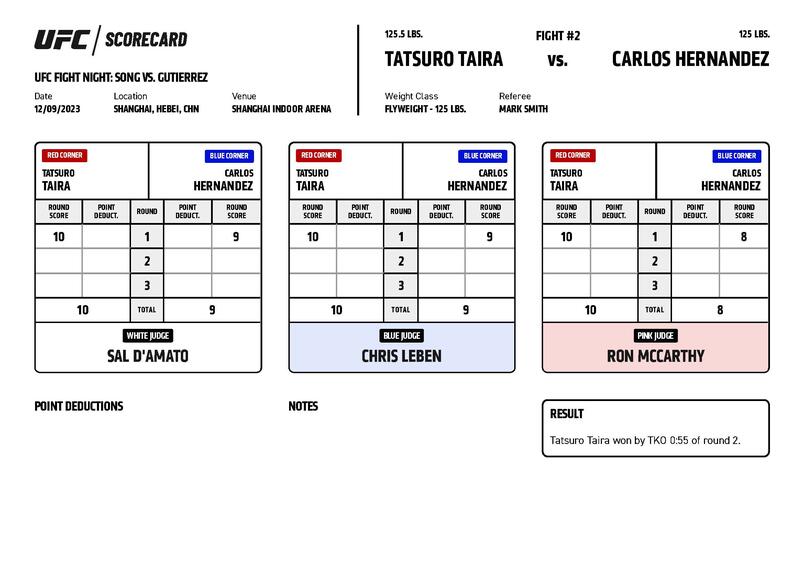 UFC / SCORECARD
UFC FIGHT NIGHT: SONG VS. GUTIERREZ
Date Location Venue
12/09/2023 SHANGHAI, HEBEI, CHN SHANGHAI INDOOR ARENA
125.5 LBS. FIGHT #2 125 LBS.
TATSURO TAIRA vs. CARLOS HERNANDEZ
Weight Class Referee
FLYWEIGHT - 125 LBS. MARK SMITH
RED CORNER BLUE CORNER
TATSURO CARLOS
TAIRA HERNANDEZ
ROUND POINT ROUND POINT ROUND
SCORE DEDUCT. DEDUCT. SCORE
10 1 9
2
3
10 TOTAL 9
WHITE JUDGE
SAL D'AMATO
RED CORNER BLUE CORNER
TATSURO CARLOS
TAIRA HERNANDEZ
ROUND POINT ROUND POINT ROUND
SCORE DEDUCT. DEDUCT. SCORE
10 1 9
2
3
10 TOTAL 9
BLUE JUDGE
CHRIS LEBEN
RED CORNER BLUE CORNER
TATSURO CARLOS
TAIRA HERNANDEZ
ROUND POINT ROUND POINT ROUND
SCORE DEDUCT. DEDUCT. SCORE
10 1 8
2
3
10 TOTAL 8
PINK JUDGE
RON MCCARTHY
POINT DEDUCTIONS
NOTES
RESULT
Tatsuro Taira won by TKO 0:55 of round 2.